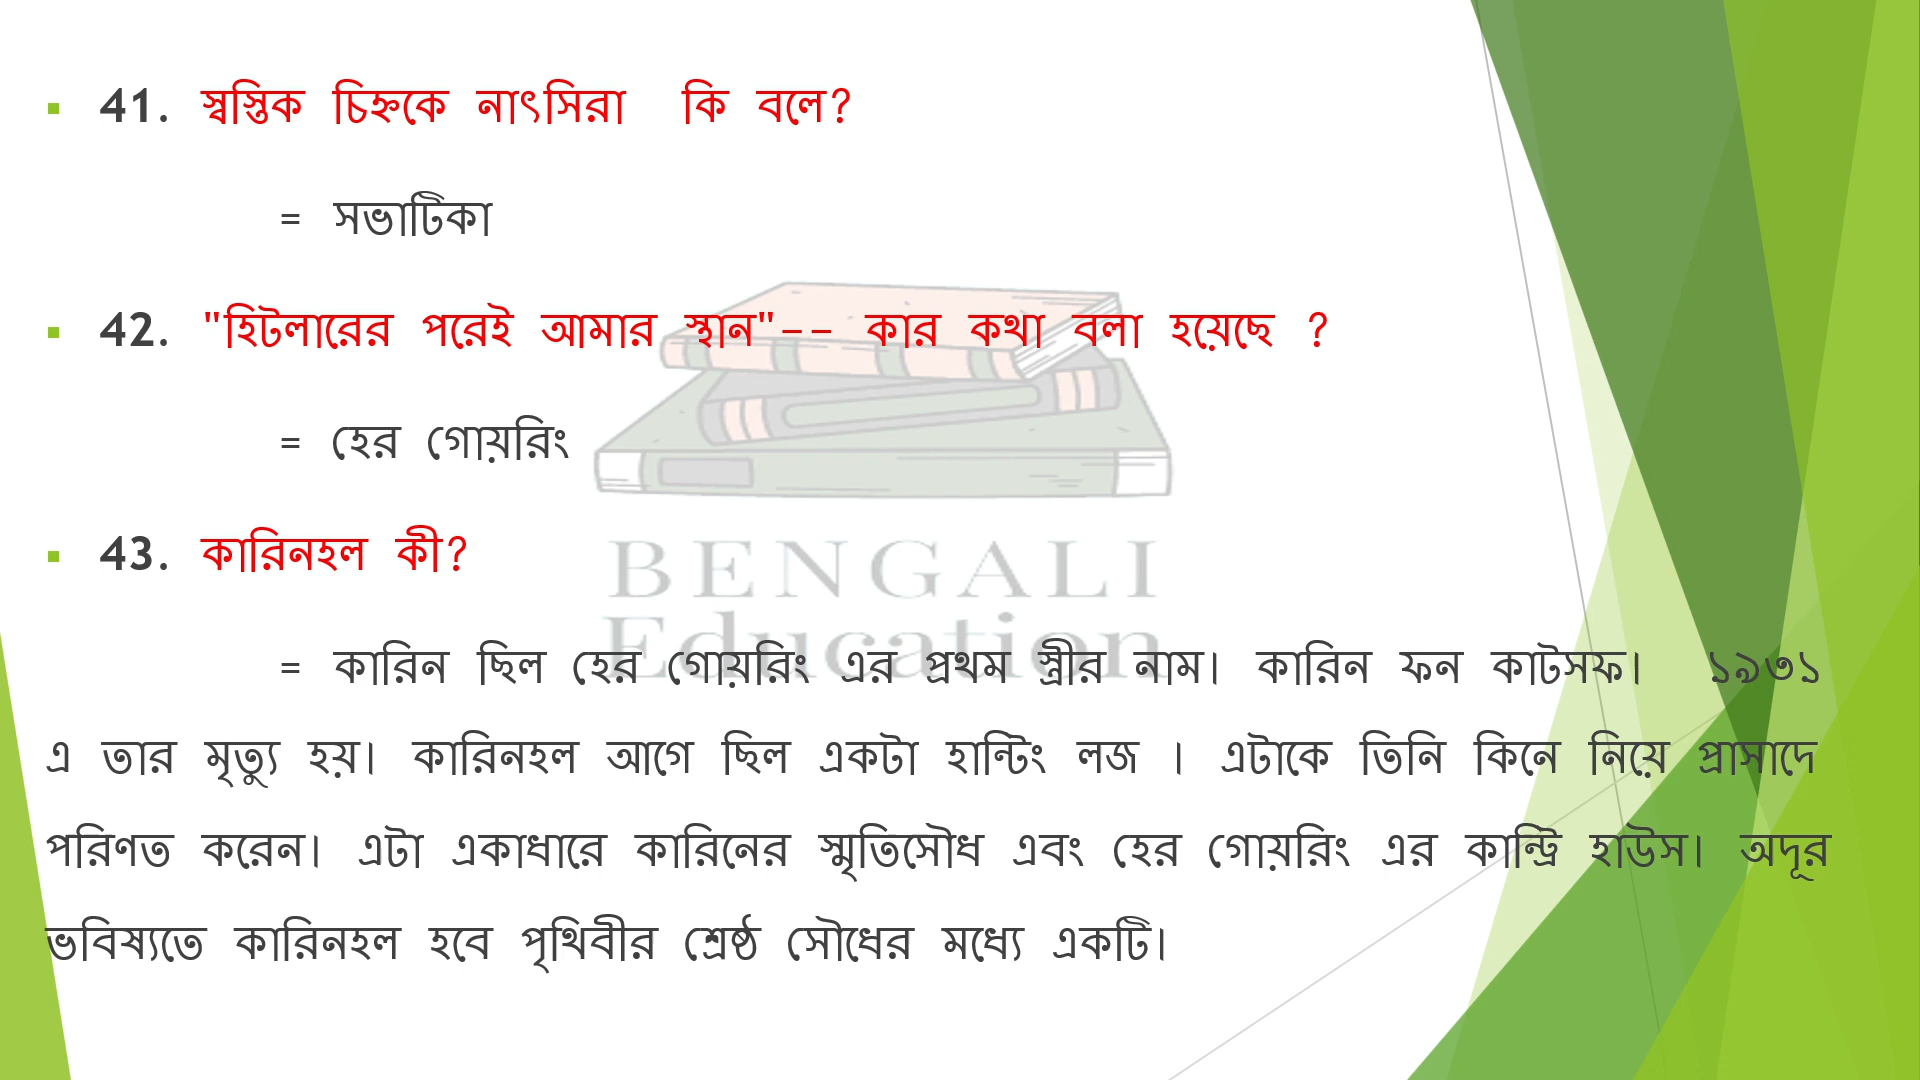 41. স্বস্তিক চিহ্নকে নাৎসিরা কি বলে?
= সভাটিকা
42. "হিটলারের পরেই আমার স্থান"-- কার কথা বলা হয়েছে ?
= হের গোয়রিং
43. কারিনহল কী?
BENGALI
Education
= কারিন ছিল হের গোয়রিং এর প্রথম স্ত্রীর নাম। কারিন ফন কাটসফ। ১৯৩১
এ তার মৃত্যু হয়। কারিনহল আগে ছিল একটা হান্টিং লজ । এটাকে তিনি কিনে নিয়ে প্রাসাদে
পরিণত করেন। এটা একাধারে কারিনের স্মৃতিসৌধ এবং হের গোয়রিং এর কান্ট্রি হাউস। অদূর
ভবিষ্যতে কারিনহল হবে পৃথিবীর শ্রেষ্ঠ সৌধের মধ্যে একটি।